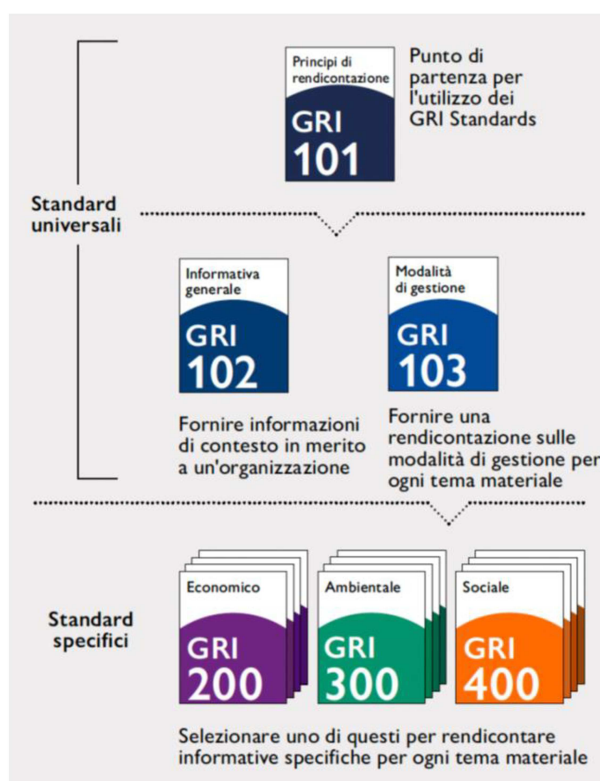 Principi di
rendicontazione
GRI
101
Punto di
partenza per
l'utilizzo dei
GRI Standards
Standard
universali
Informativa
generale
GRI
102
Modalità
di gestione
GRI
103
Fornire informazioni
di contesto in merito
a un'organizzazione
Fornire una
rendicontazione sulle
modalità di gestione per
ogni tema materiale
Standard
specifici
Economico
GRI
200
Ambientale
GRI
300
Sociale
GRI
400
Selezionare uno di questi per rendicontare
informative specifiche per ogni tema materiale